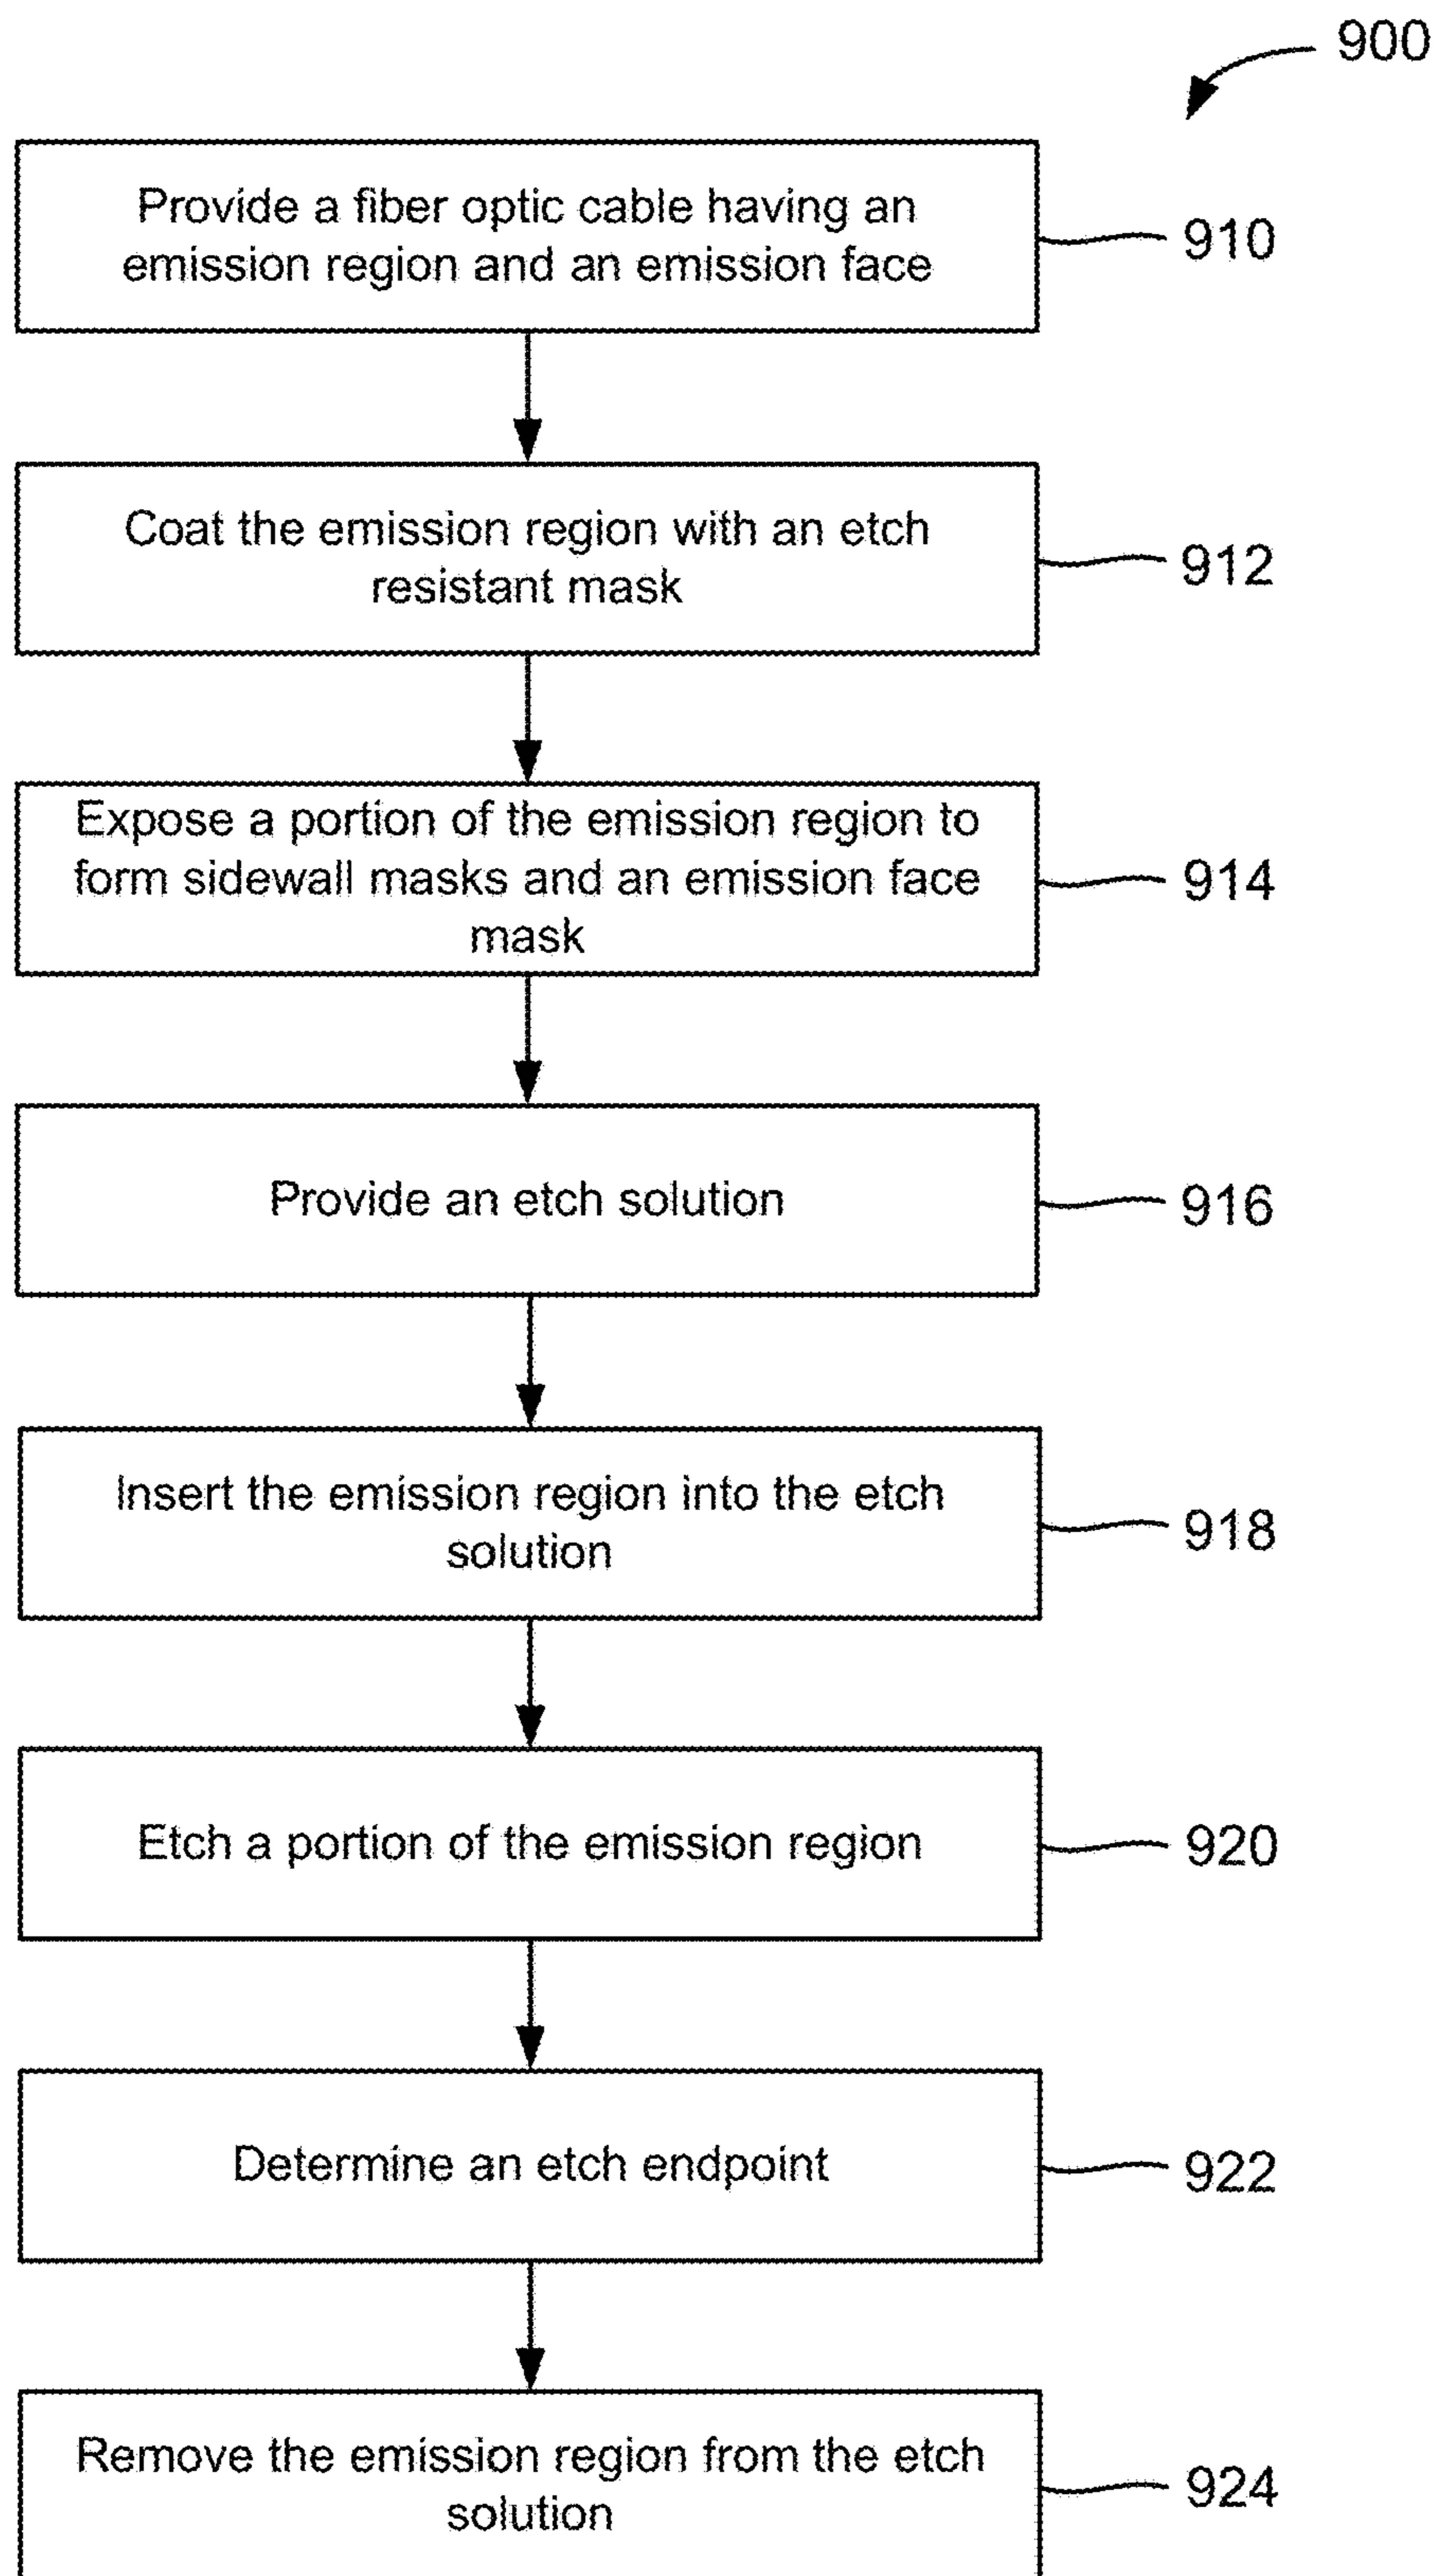 900
Provide a fiber optic cable having an
emission region and an emission face
910
Coat the emission region with an etch
resistant mask
912
Expose a portion of the emission region to
form sidewall masks and an emission face
mask
914
Provide an etch solution
916
Insert the emission region into the etch
solution
918
Etch a portion of the emission region
920
Determine an etch endpoint
922
Remove the emission region from the etch
solution
924